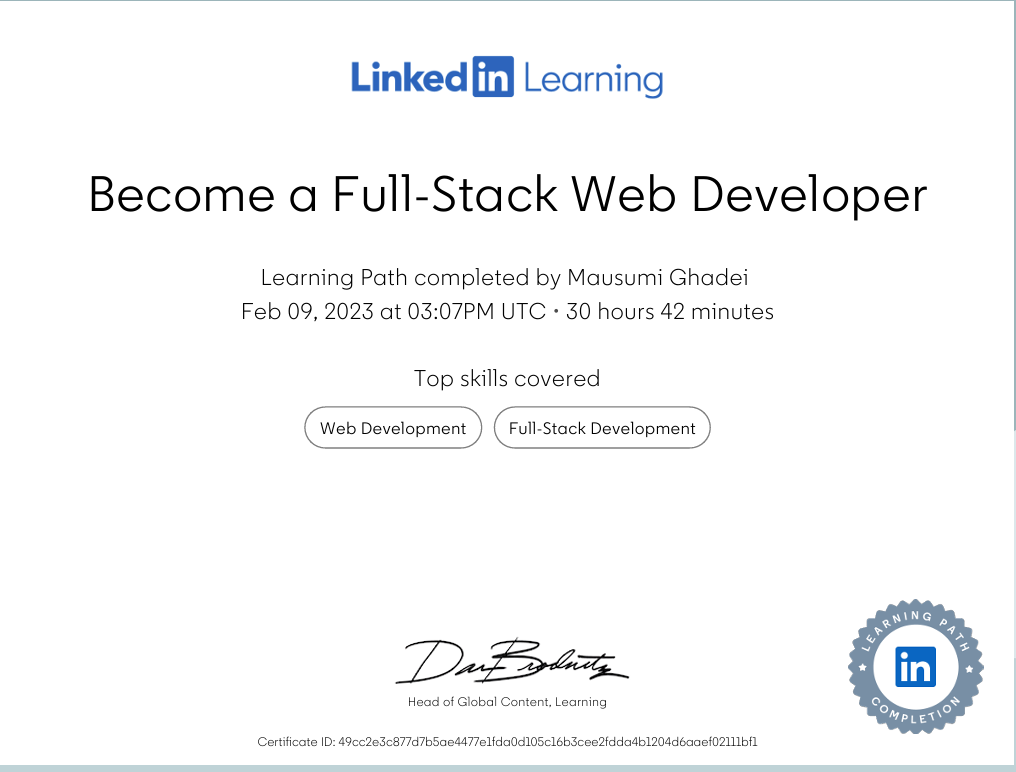 Linked in Learning
Become a Full-Stack Web Developer
Learning Path completed by Mausumi Ghadei
Feb 09, 2023 at 03:07PM UTC • 30 hours 42 minutes
Top skills covered
Web Development
Full-Stack Development
Head of Global Content, Learning
LEARNING PATH
in
COMPLETION
Certificate ID: 49cc2e3c877d7b5ae4477e1fda0d105c16b3cee2fdda4b1204d6aaef02111bf1